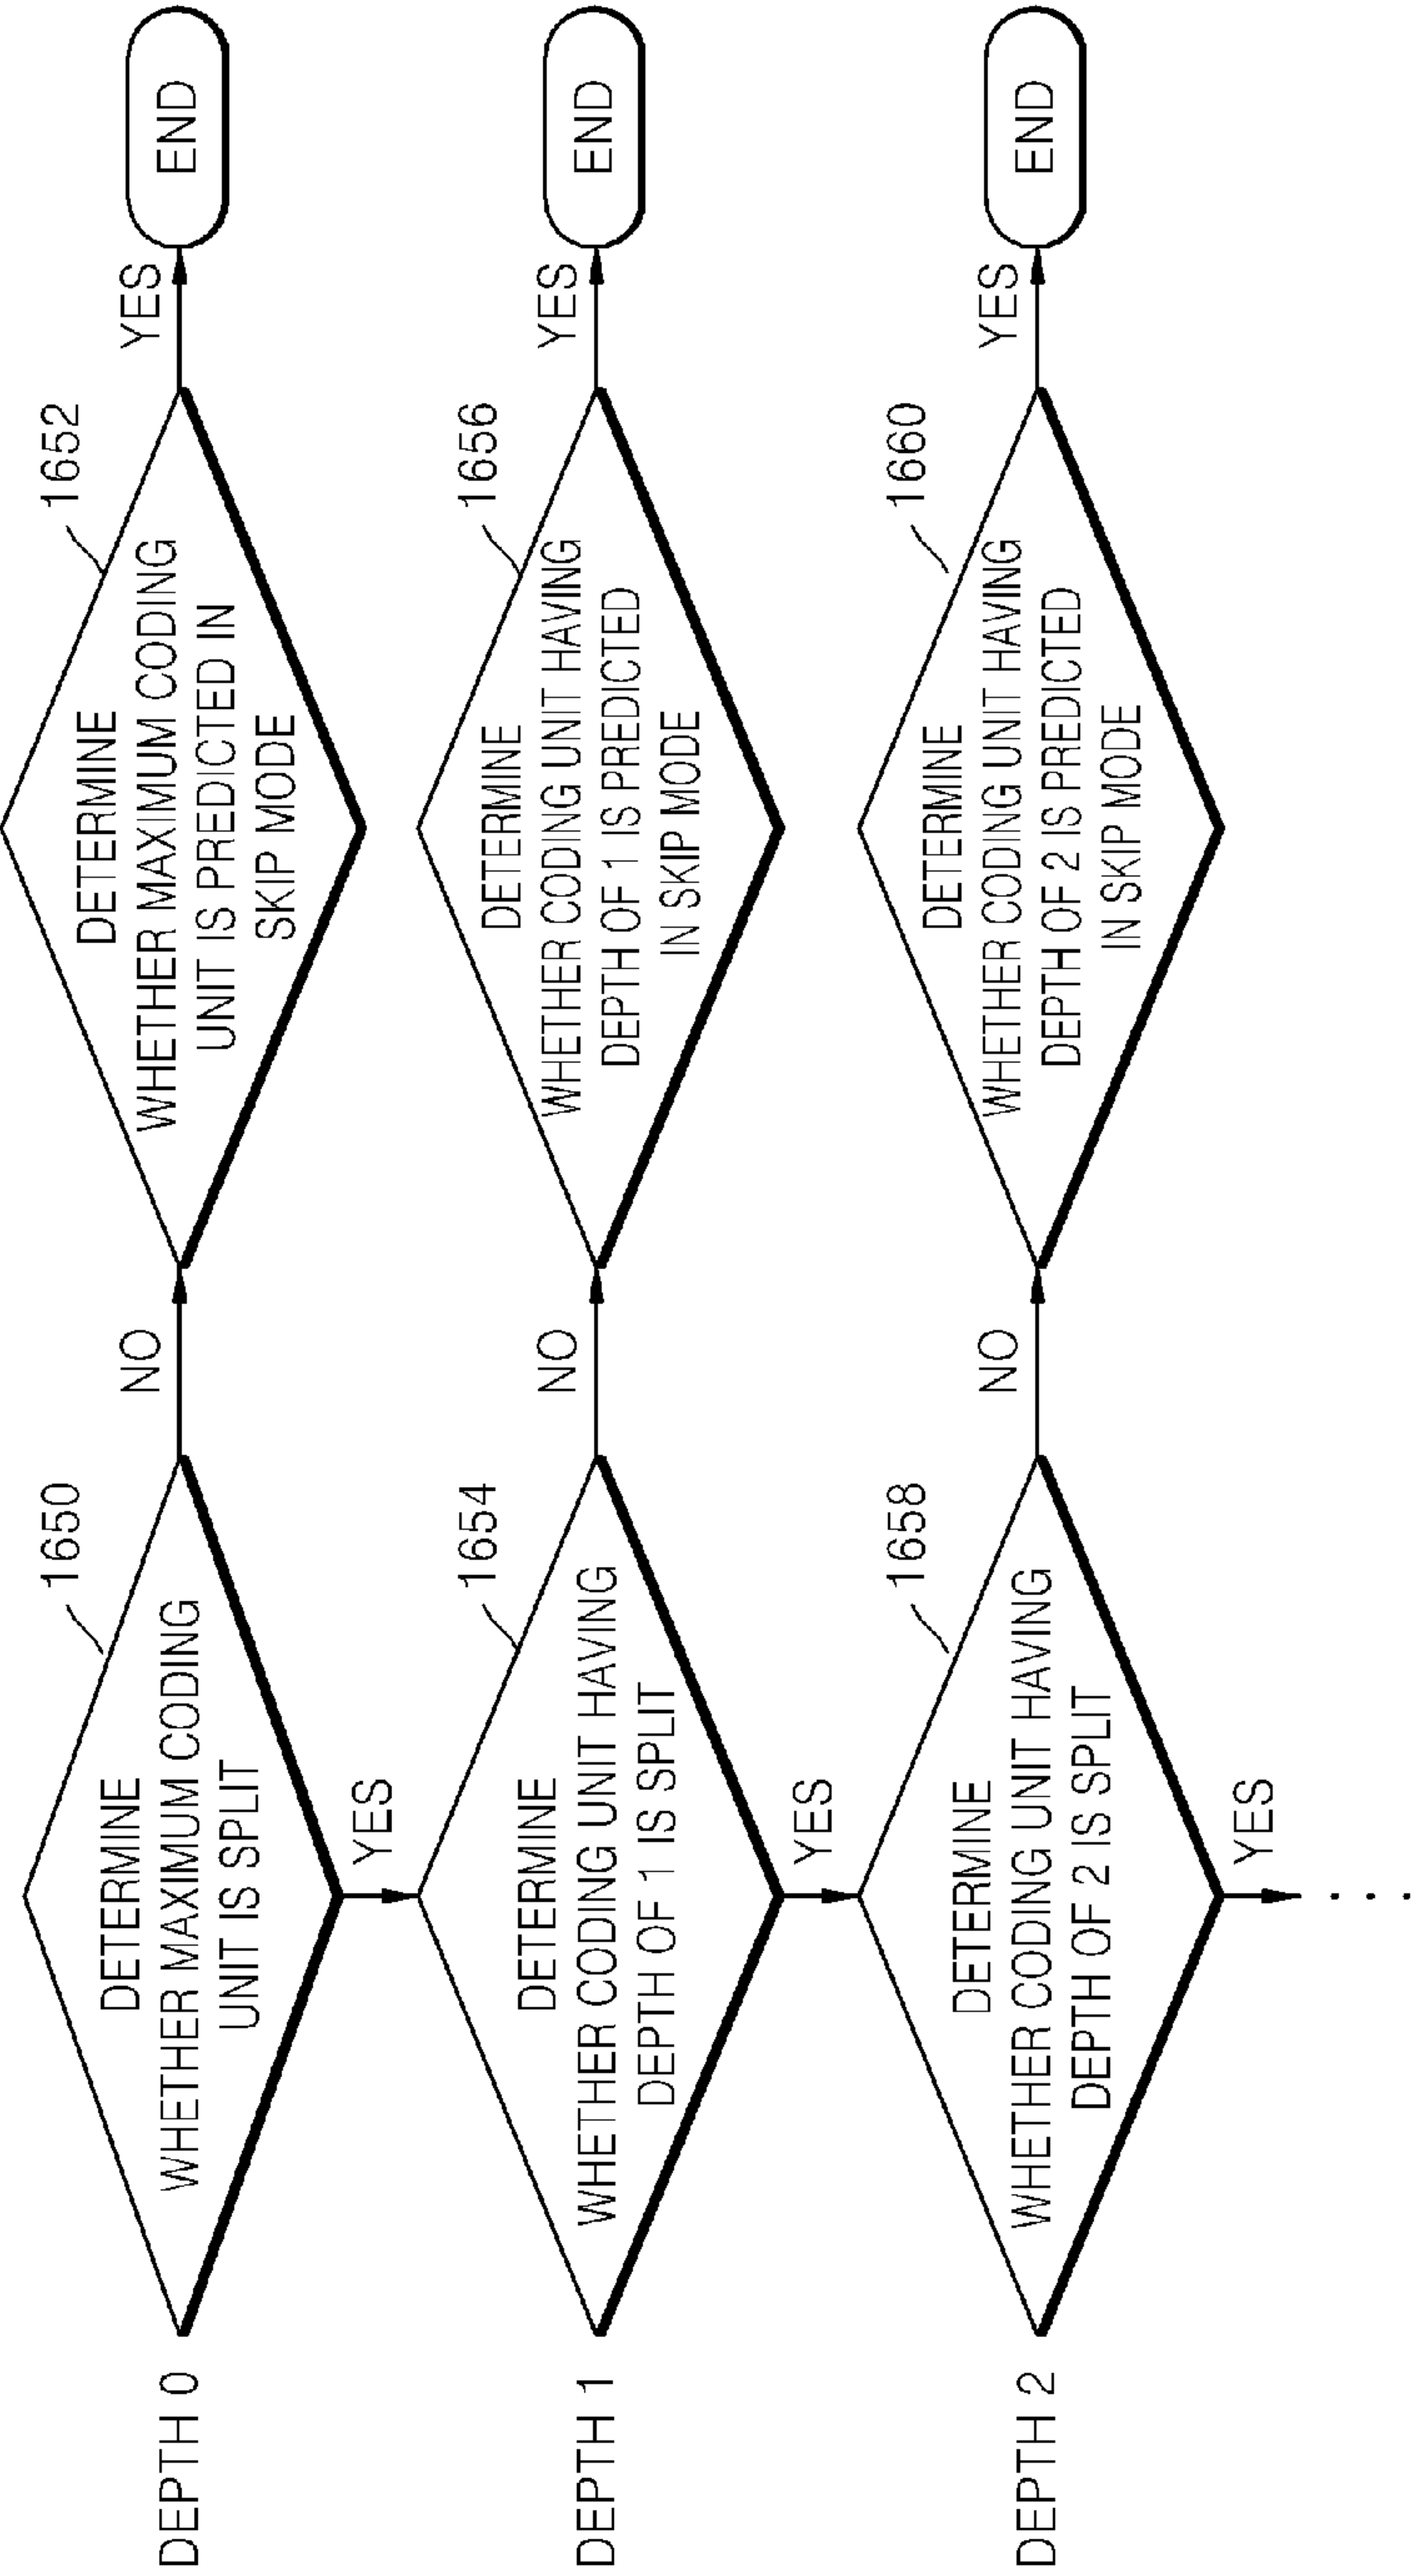 DEPTH 0
DETERMINE
WHETHER MAXIMUM CODING
UNIT IS SPLIT
1650
NO
DETERMINE
WHETHER MAXIMUM CODING
UNIT IS PREDICTED IN
SKIP MODE
1652
YES
END
YES
DEPTH 1
DETERMINE
WHETHER CODING UNIT HAVING
DEPTH OF 1 IS SPLIT
1654
NO
DETERMINE
WHETHER CODING UNIT HAVING
DEPTH OF 1 IS PREDICTED
IN SKIP MODE
1656
YES
END
YES
DEPTH 2
DETERMINE
WHETHER CODING UNIT HAVING
DEPTH OF 2 IS SPLIT
1658
NO
DETERMINE
WHETHER CODING UNIT HAVING
DEPTH OF 2 IS PREDICTED
IN SKIP MODE
1660
YES
END
YES